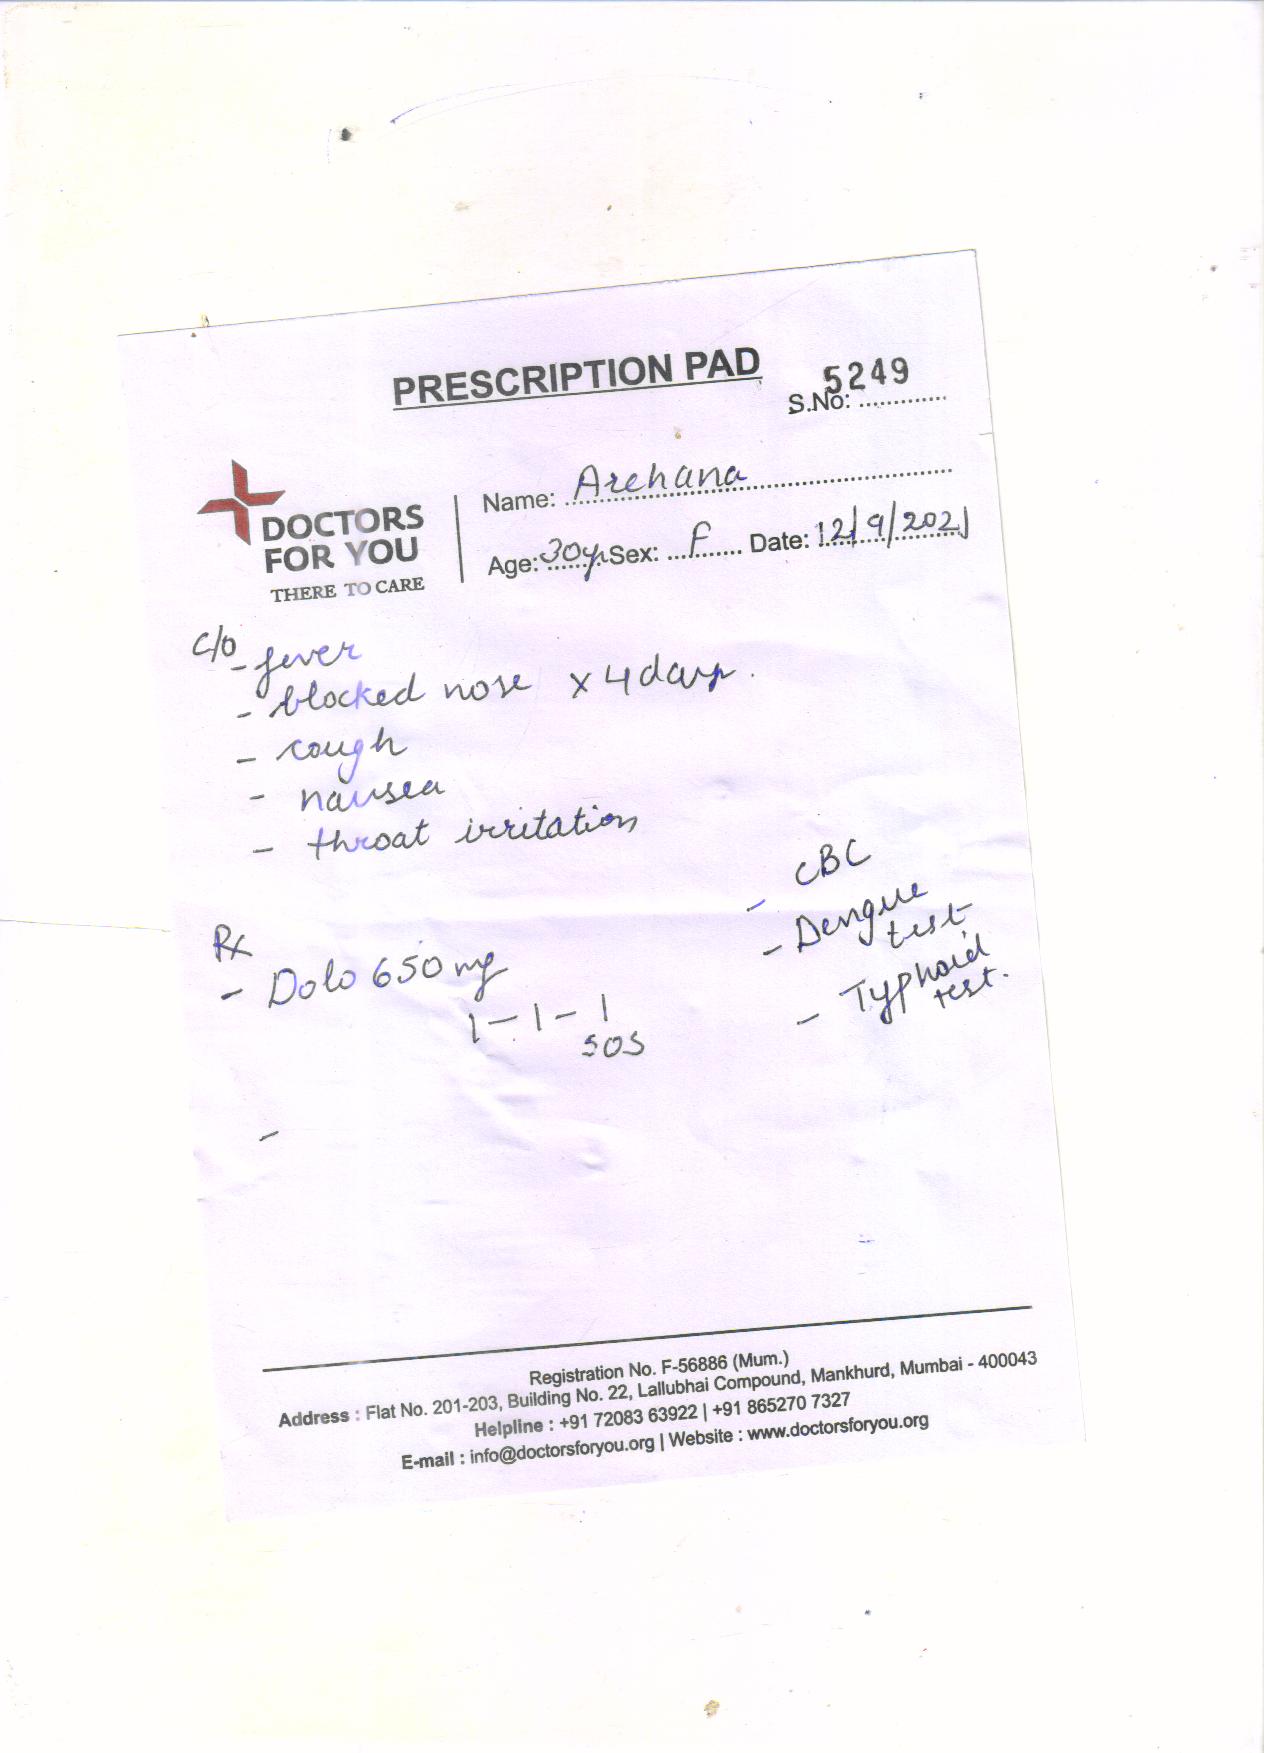 PRESCRIPTION PAD
5249
S.No: .............
DOCTORS
FOR YOU
THERE TO CARE
Name: Archana
Age: 30yr Sex: F Date: 12/9/2021
c/o - fever
- blocked nose x 4 days.
- cough
- nausea
- throat irritation
- CBC
- Dengue
test
- Typhoid
test.
Rx
- Dolo 650 mg
1-1-1
SOS
-
Registration No. F-56886 (Mum.)
Address : Flat No. 201-203, Building No. 22, Lallubhai Compound, Mankhurd, Mumbai - 400043
Helpline : +91 72083 63922 | +91 865270 7327
E-mail : info@doctorsforyou.org | Website : www.doctorsforyou.org